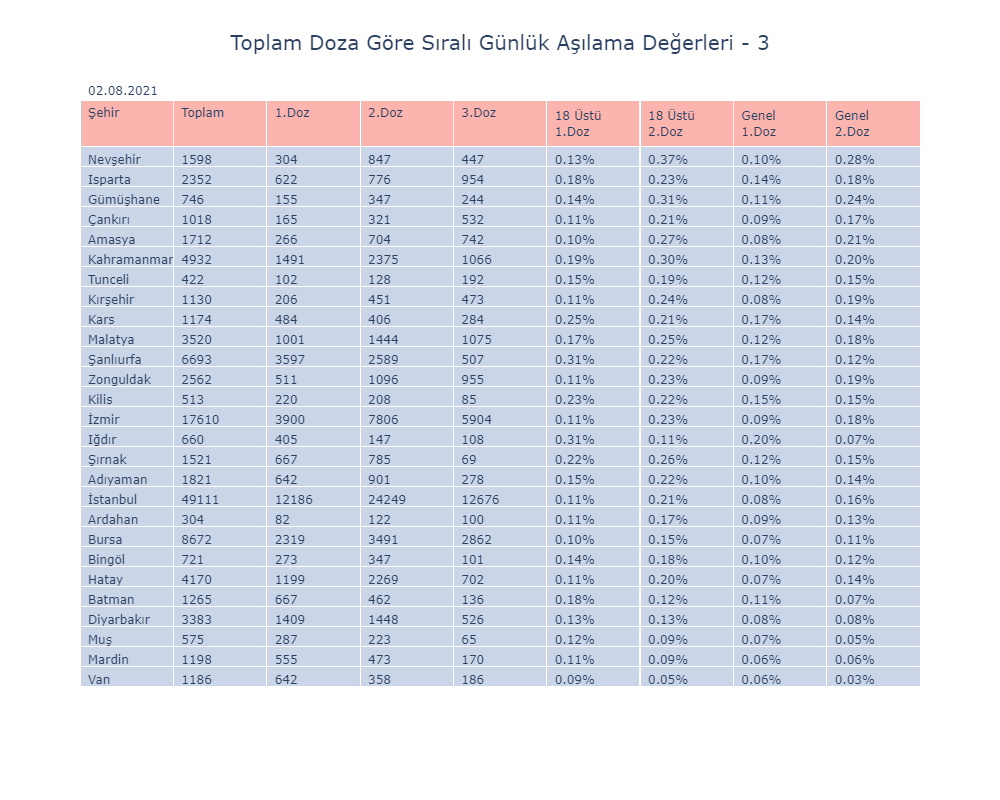 Toplam Doza Göre Sıralı Günlük Aşılama Değerleri - 3
02.08.2021
Şehir Toplam 1.Doz 2.Doz 3.Doz 18 Üstü 1.Doz 18 Üstü 2.Doz Genel 1.Doz Genel 2.Doz
Nevşehir 1598 304 847 447 0.13% 0.37% 0.10% 0.28%
Isparta 2352 622 776 954 0.18% 0.23% 0.14% 0.18%
Gümüşhane 746 155 347 244 0.14% 0.31% 0.11% 0.24%
Çankırı 1018 165 321 532 0.11% 0.21% 0.09% 0.17%
Amasya 1712 266 704 742 0.10% 0.27% 0.08% 0.21%
Kahramanmar 4932 1491 2375 1066 0.19% 0.30% 0.13% 0.20%
Tunceli 422 102 128 192 0.15% 0.19% 0.12% 0.15%
Kırşehir 1130 206 451 473 0.11% 0.24% 0.08% 0.19%
Kars 1174 484 406 284 0.25% 0.21% 0.17% 0.14%
Malatya 3520 1001 1444 1075 0.17% 0.25% 0.12% 0.18%
Şanlıurfa 6693 3597 2589 507 0.31% 0.22% 0.17% 0.12%
Zonguldak 2562 511 1096 955 0.11% 0.23% 0.09% 0.19%
Kilis 513 220 208 85 0.23% 0.22% 0.15% 0.15%
İzmir 17610 3900 7806 5904 0.11% 0.23% 0.09% 0.18%
Iğdır 660 405 147 108 0.31% 0.11% 0.20% 0.07%
Şırnak 1521 667 785 69 0.22% 0.26% 0.12% 0.15%
Adıyaman 1821 642 901 278 0.15% 0.22% 0.10% 0.14%
İstanbul 49111 12186 24249 12676 0.11% 0.21% 0.08% 0.16%
Ardahan 304 82 122 100 0.11% 0.17% 0.09% 0.13%
Bursa 8672 2319 3491 2862 0.10% 0.15% 0.07% 0.11%
Bingöl 721 273 347 101 0.14% 0.18% 0.10% 0.12%
Hatay 4170 1199 2269 702 0.11% 0.20% 0.07% 0.14%
Batman 1265 667 462 136 0.18% 0.12% 0.11% 0.07%
Diyarbakır 3383 1409 1448 526 0.13% 0.13% 0.08% 0.08%
Muş 575 287 223 65 0.12% 0.09% 0.07% 0.05%
Mardin 1198 555 473 170 0.11% 0.09% 0.06% 0.06%
Van 1186 642 358 186 0.09% 0.05% 0.06% 0.03%